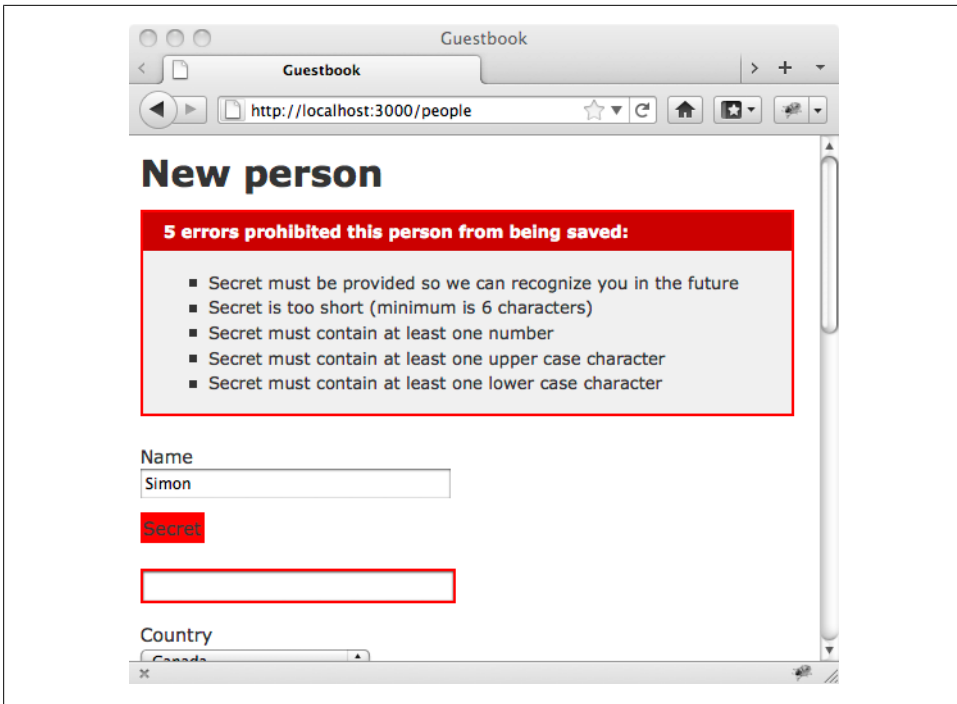 Guestbook
Guestbook
http://localhost:3000/people
New person
5 errors prohibited this person from being saved:
Secret must be provided so we can recognize you in the future
Secret is too short (minimum is 6 characters)
Secret must contain at least one number
Secret must contain at least one upper case character
Secret must contain at least one lower case character
Name
Simon
Secret
Country
Canada